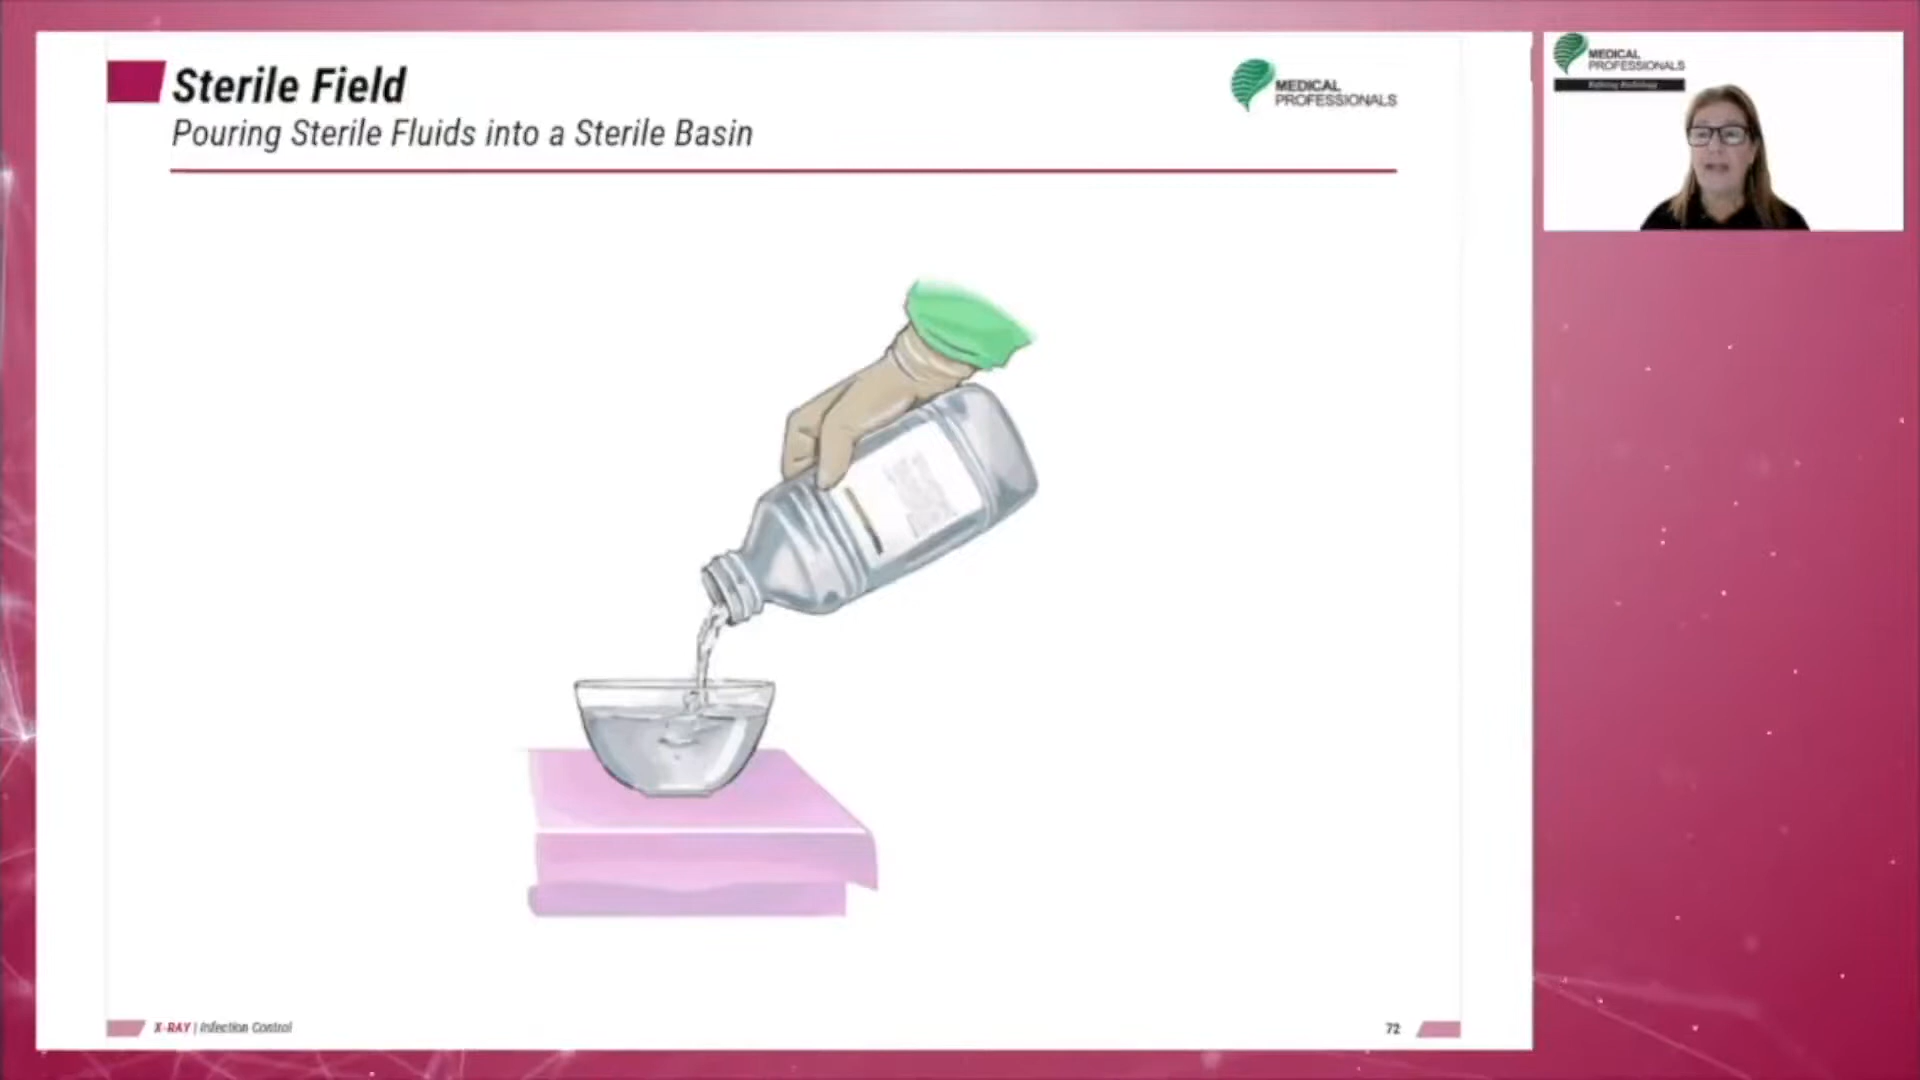 Sterile Field
Pouring Sterile Fluids into a Sterile Basin
MEDICAL
PROFESSIONALS
MEDICAL
PROFESSIONALS
X-RAY | Infection Control
72